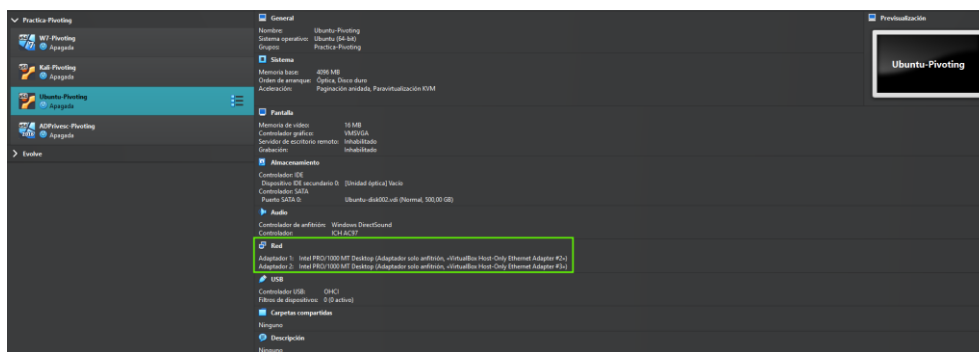 Practica-Pivoting
W7-Pivoting
Apagada
Kali-Pivoting
Apagada
Ubuntu-Pivoting
Apagada
ADPrivesc-Pivoting
Apagada
Evolve
General
Nombre: Ubuntu-Pivoting
Sistema operativo: Ubuntu (64-bit)
Grupos: Practica-Pivoting
Sistema
Memoria base: 4096 MB
Orden de arranque: Óptica, Disco duro
Aceleración: Paginación anidada, Paravirtualización KVM
Pantalla
Memoria de vídeo: 16 MB
Controlador gráfico: VMSVGA
Servidor de escritorio remoto: Inhabilitado
Grabación: Inhabilitado
Almacenamiento
Controlador: IDE
Dispositivo IDE secundario 0: [Unidad óptica] Vacío
Controlador: SATA
Puerto SATA 0: Ubuntu-disk002.vdi (Normal, 500,00 GB)
Audio
Controlador de anfitrión: Windows DirectSound
Controlador: ICH AC97
Red
Adaptador 1: Intel PRO/1000 MT Desktop (Adaptador solo anfitrión, «VirtualBox Host-Only Ethernet Adapter #2»)
Adaptador 2: Intel PRO/1000 MT Desktop (Adaptador solo anfitrión, «VirtualBox Host-Only Ethernet Adapter #3»)
USB
Controlador USB: OHCI
Filtros de dispositivos: 0 (0 activo)
Carpetas compartidas
Ninguno
Descripción
Ninguno
Previsualización
Ubuntu-Pivoting